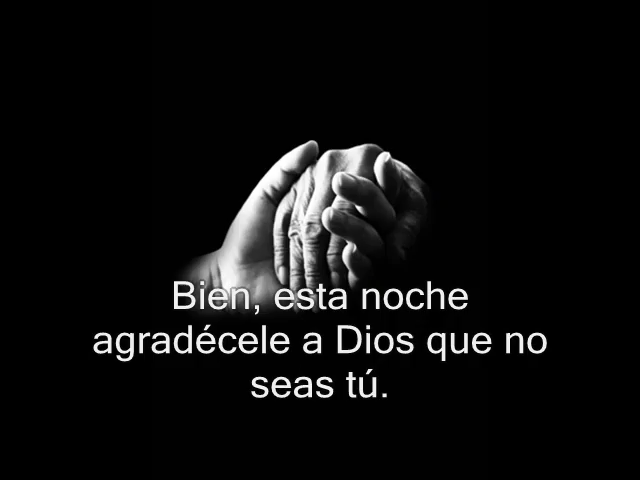 Bien, esta noche
agradécele a Dios que no
seas tú.